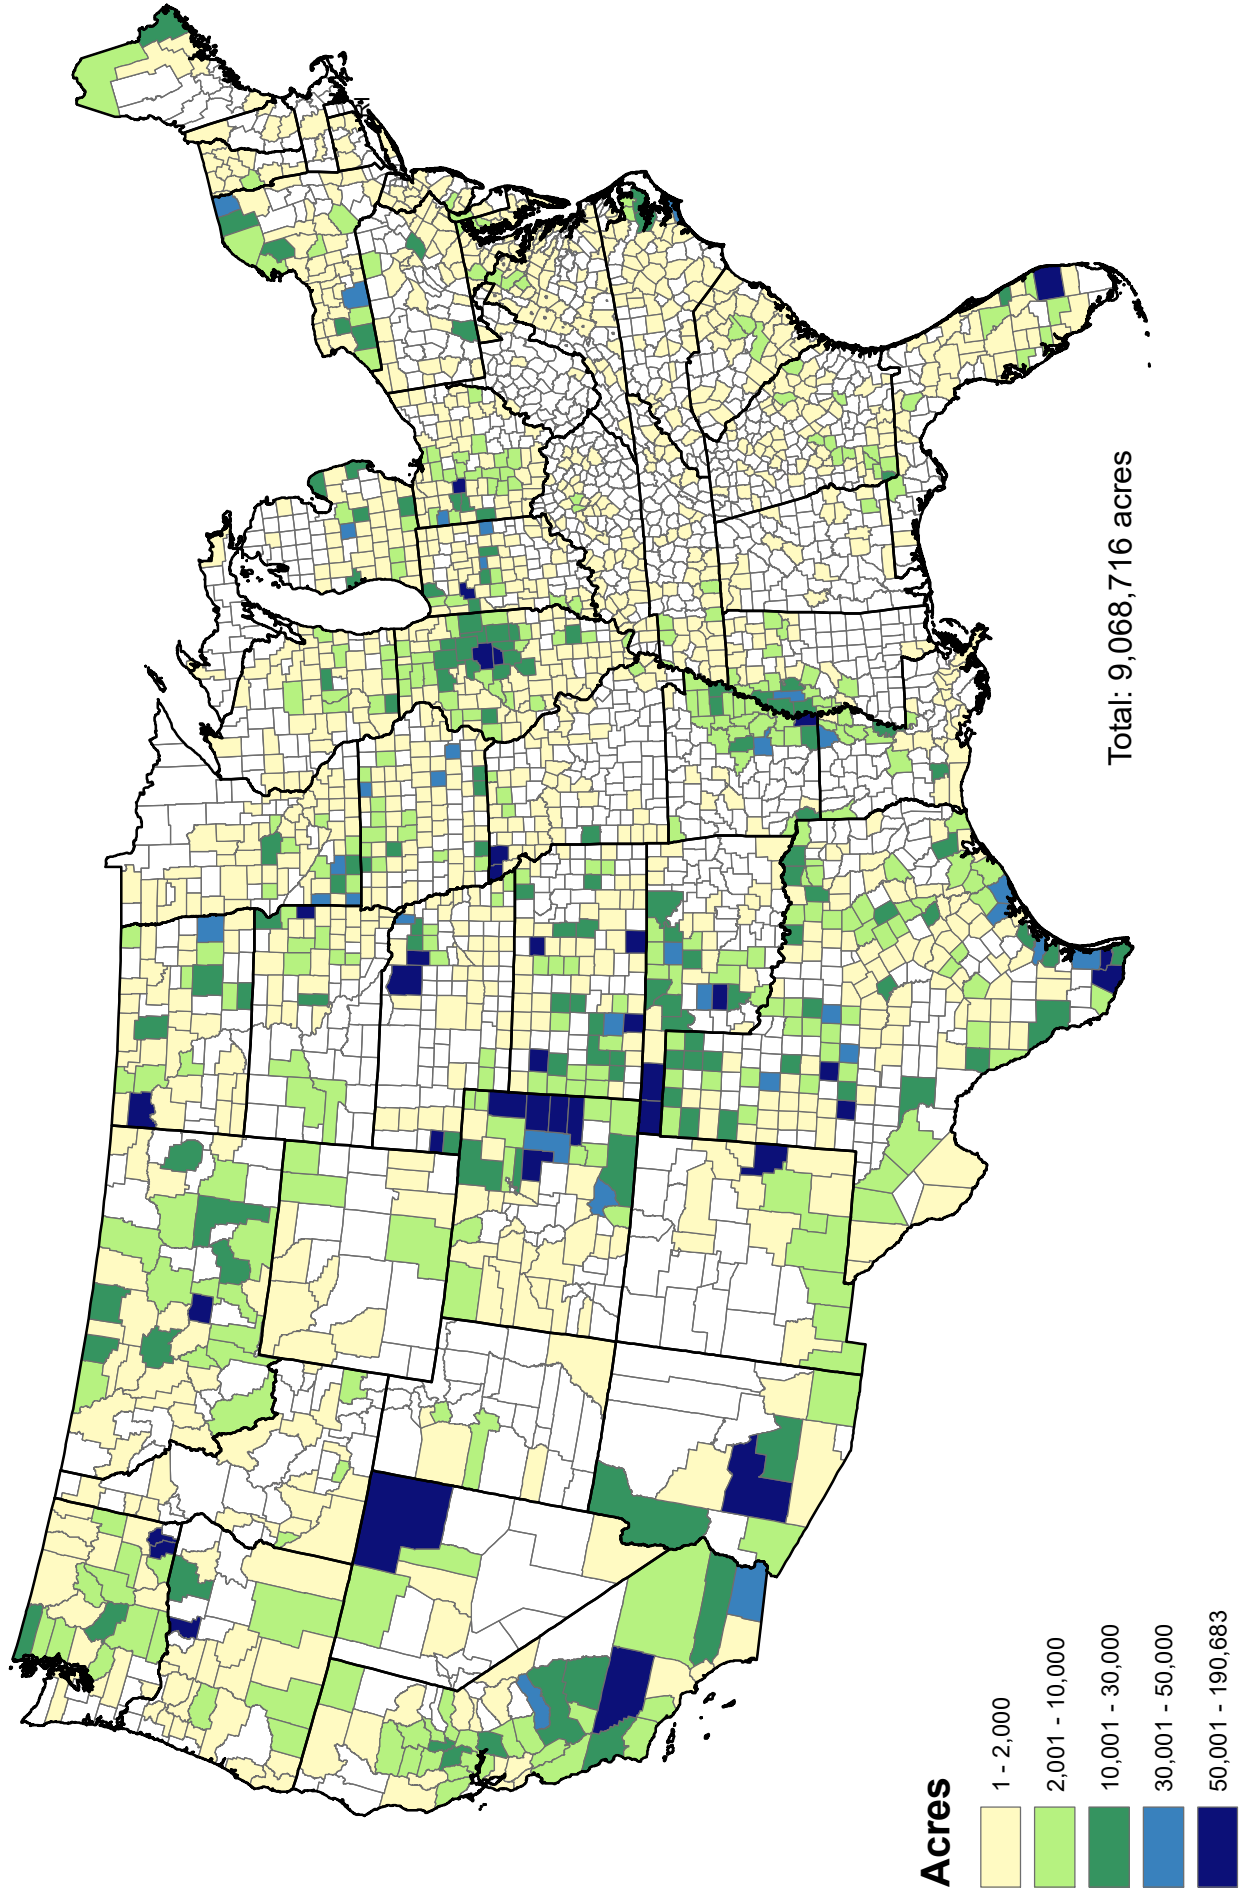 Total: 9,068,716 acres
Acres
1 - 2,000
2,001 - 10,000
10,001 - 30,000
30,001 - 50,000
50,001 - 190,683